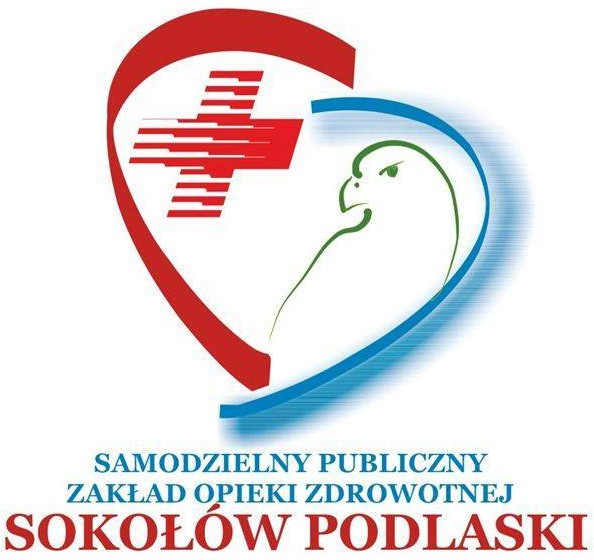 SAMODZIELNY PUBLICZNY
ZAKŁAD OPIEKI ZDROWOTNEJ
SOKOŁÓW PODLASKI